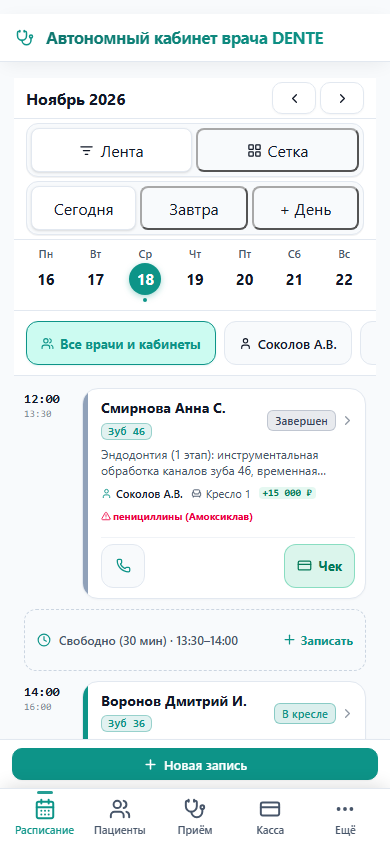 Автономный кабинет врача DENTE
Ноябрь 2026
Лента
Сетка
Сегодня
Завтра
+ День
Пн Вт Ср Чт Пт Сб Вс
16 17 18 19 20 21 22
Все врачи и кабинеты
Соколов А.В.
12:00
13:30
Смирнова Анна С.
Зуб 46
Завершен
Эндодонтия (1 этап): инструментальная
обработка каналов зуба 46, временная...
Соколов А.В. Кресло 1 +15 000 ₽
пенициллины (Амоксиклав)
Чек
Свободно (30 мин) · 13:30–14:00
Записать
14:00
16:00
Воронов Дмитрий И.
Зуб 36
В кресле
+ Новая запись
Расписание Пациенты Приём Касса Ещё